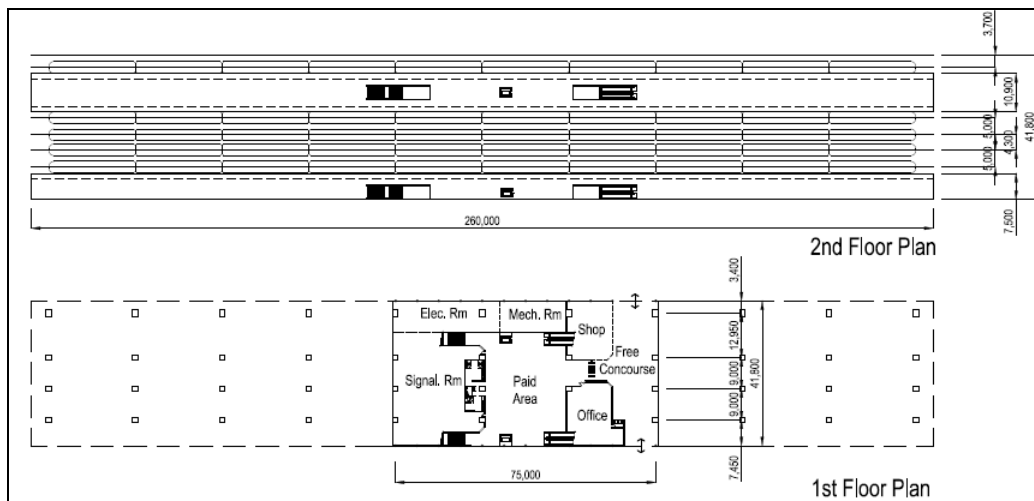 3,700
10,900
5,000
4,300
5,000
41,800
7,500
260,000
2nd Floor Plan
3,400
Elec. Rm
Mech. Rm
Shop
12,950
Free
Concourse
Signal. Rm
Paid
Area
9,000
41,800
Office
9,000
7,450
75,000
1st Floor Plan